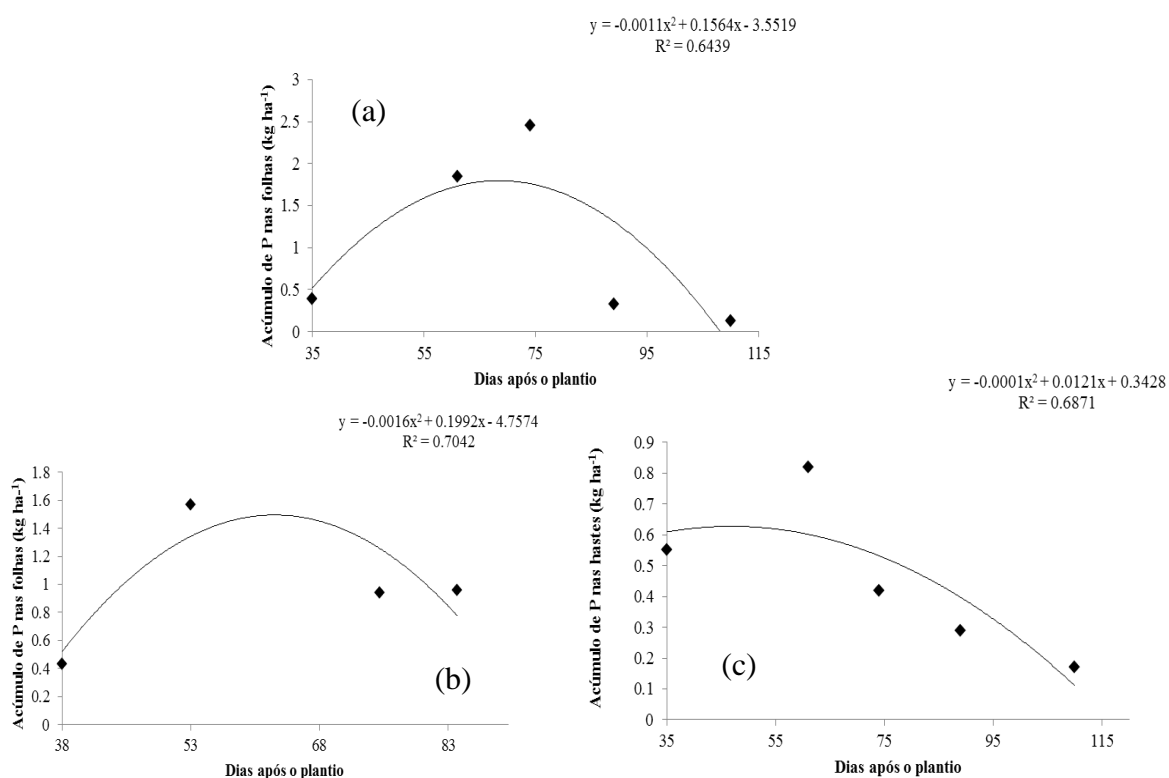 y = -0.0011x² + 0.1564x - 3.5519
R² = 0.6439
(a)
Acúmulo de P nas folhas (kg ha⁻¹)
3
2.5
2
1.5
1
0.5
0
35 55 75 95 115
Dias após o plantio
y = -0.0016x² + 0.1992x - 4.7574
R² = 0.7042
Acúmulo de P nas folhas (kg ha-¹)
1.8
1.6
1.4
1.2
1
0.8
0.6
0.4
0.2
0
(b)
38 53 68 83
Dias após o plantio
y = -0.0001x² + 0.0121x + 0.3428
R² = 0.6871
Acúmulo de P nas hastes (kg ha⁻¹)
0.9
0.8
0.7
0.6
0.5
0.4
0.3
0.2
0.1
0
(c)
35 55 75 95 115
Dias após o plantio